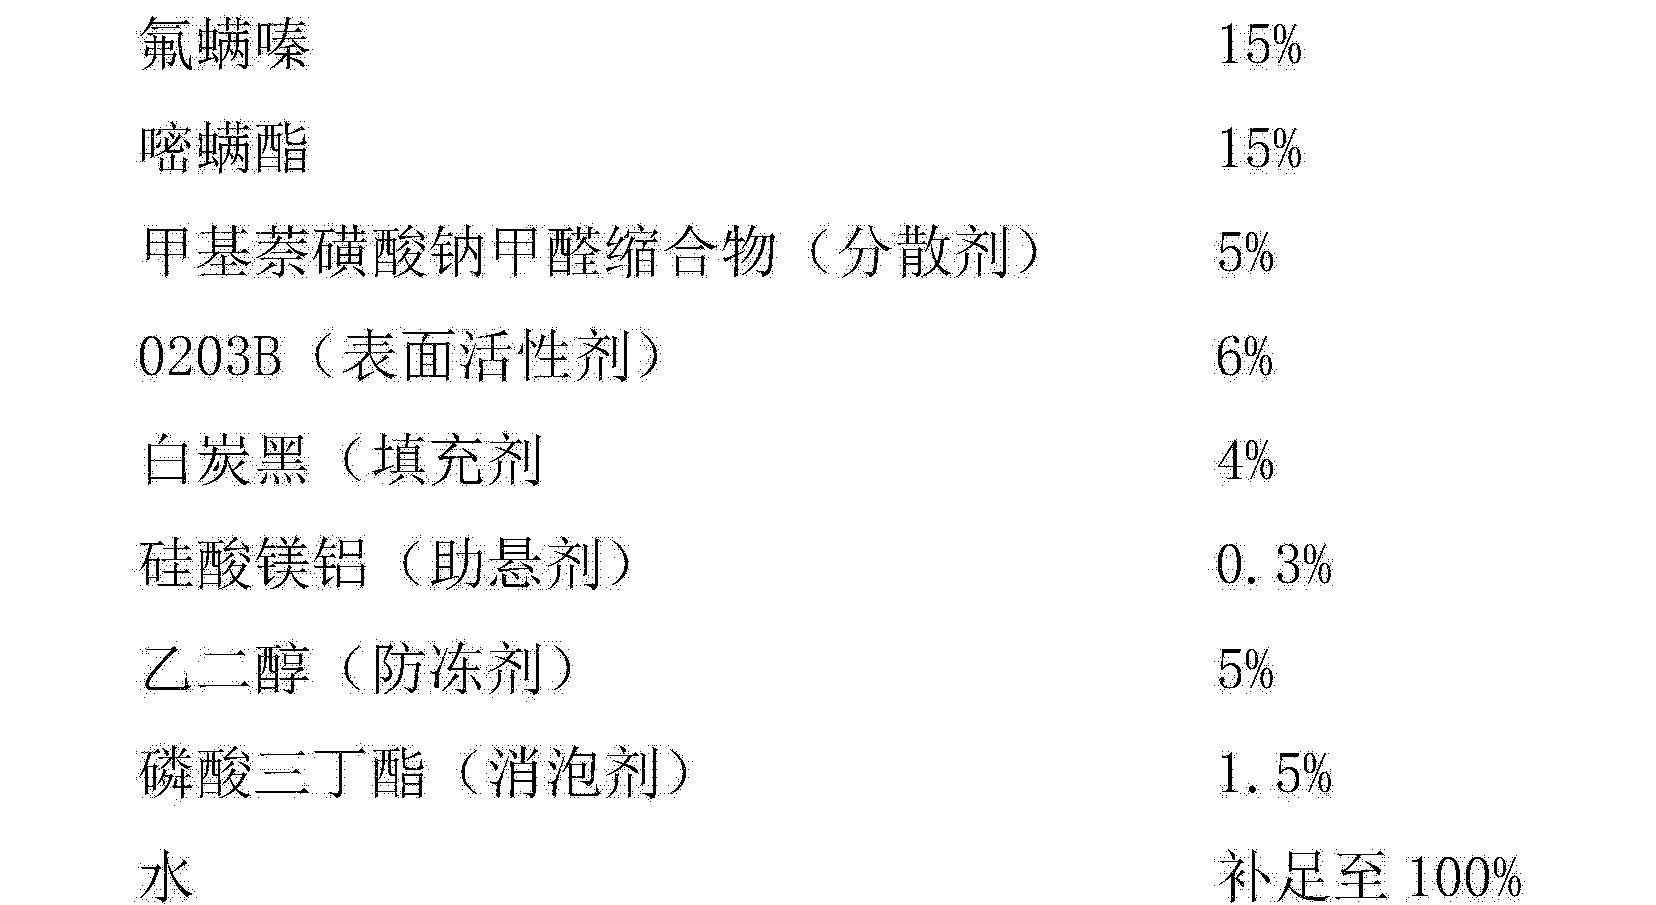 氟螨嗪 15%
嘧螨酯 15%
甲基萘磺酸钠甲醛缩合物（分散剂） 5%
0203B（表面活性剂） 6%
白炭黑（填充剂 4%
硅酸镁铝（助悬剂） 0.3%
乙二醇（防冻剂） 5%
磷酸三丁酯（消泡剂） 1.5%
水 补足至 100%